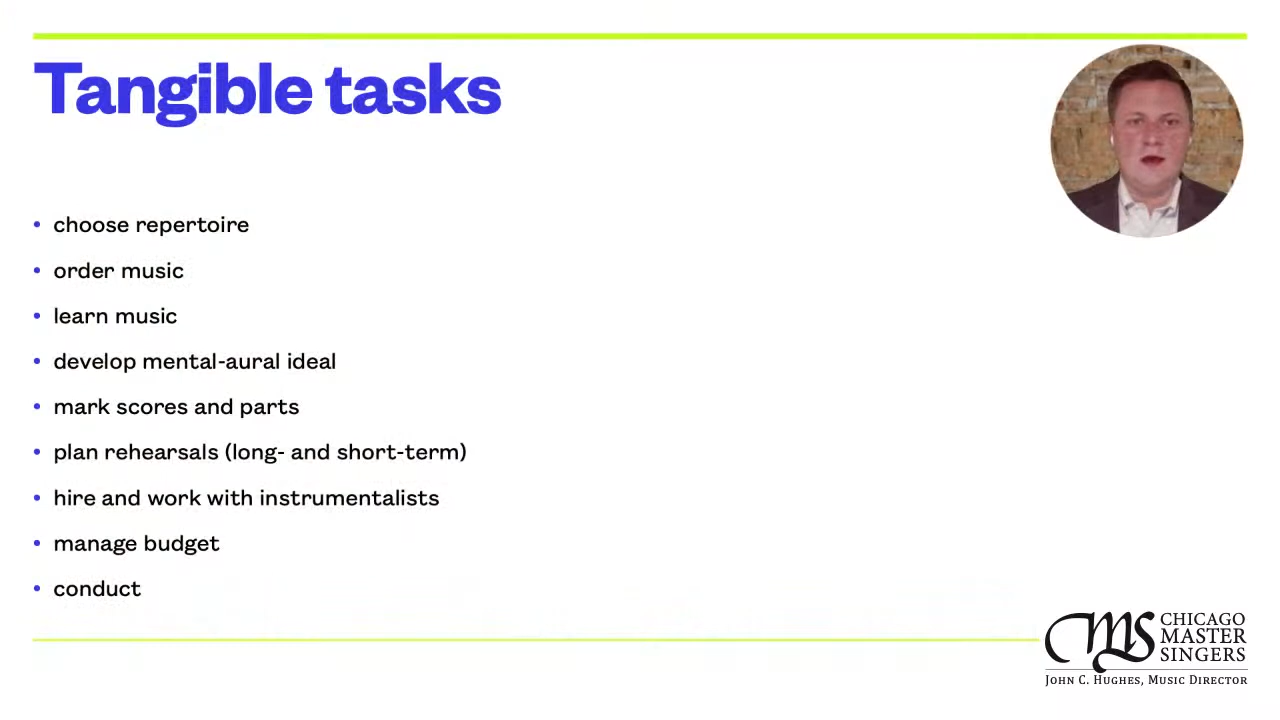 Tangible tasks
• choose repertoire
• order music
• learn music
• develop mental-aural ideal
• mark scores and parts
• plan rehearsals (long- and short-term)
• hire and work with instrumentalists
• manage budget
• conduct
CMS
CHICAGO
MASTER
SINGERS
JOHN C. HUGHES, MUSIC DIRECTOR